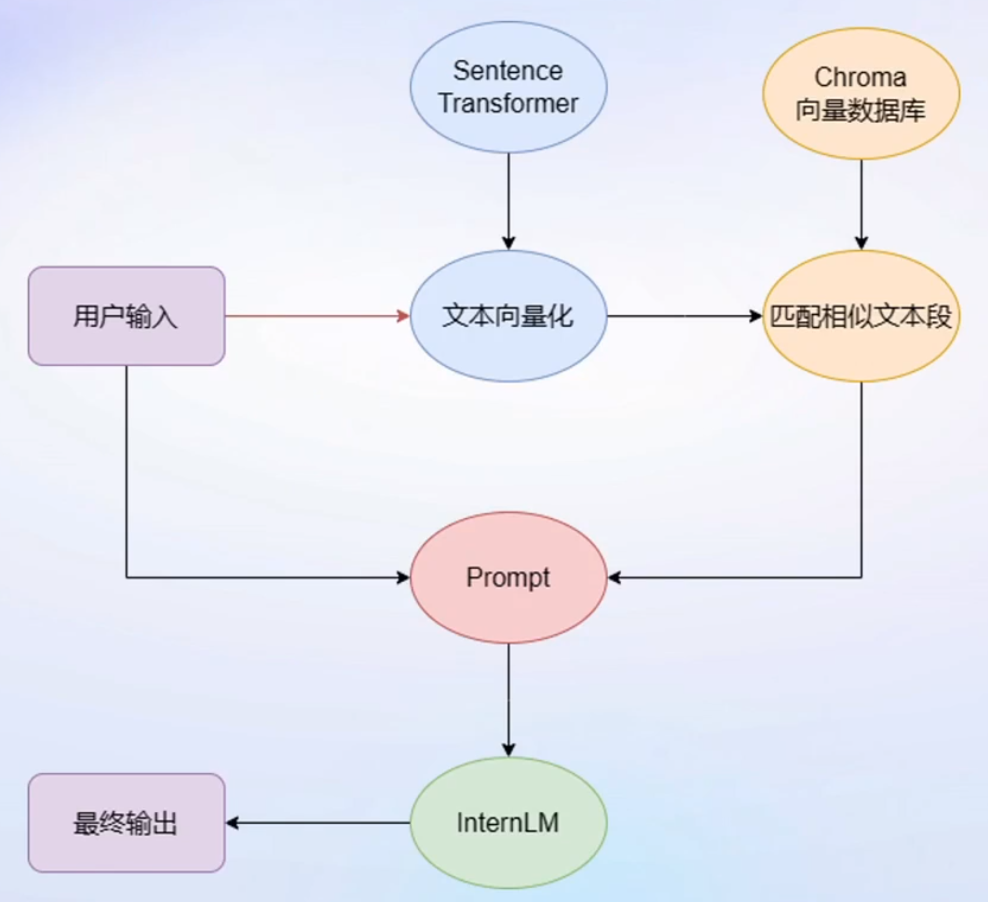 Sentence
Transformer
Chroma
向量数据库
用户输入
文本向量化
匹配相似文本段
Prompt
最终输出
InternLM